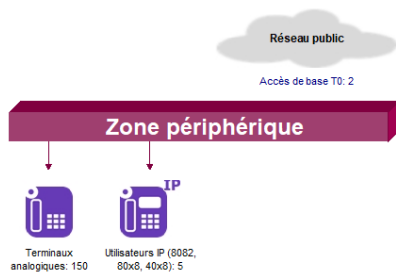 Réseau public
Accès de base T0: 2
Zone périphérique
IP
Terminaux
analogiques: 150
Utilisateurs IP (8082,
80x8, 40x8): 5